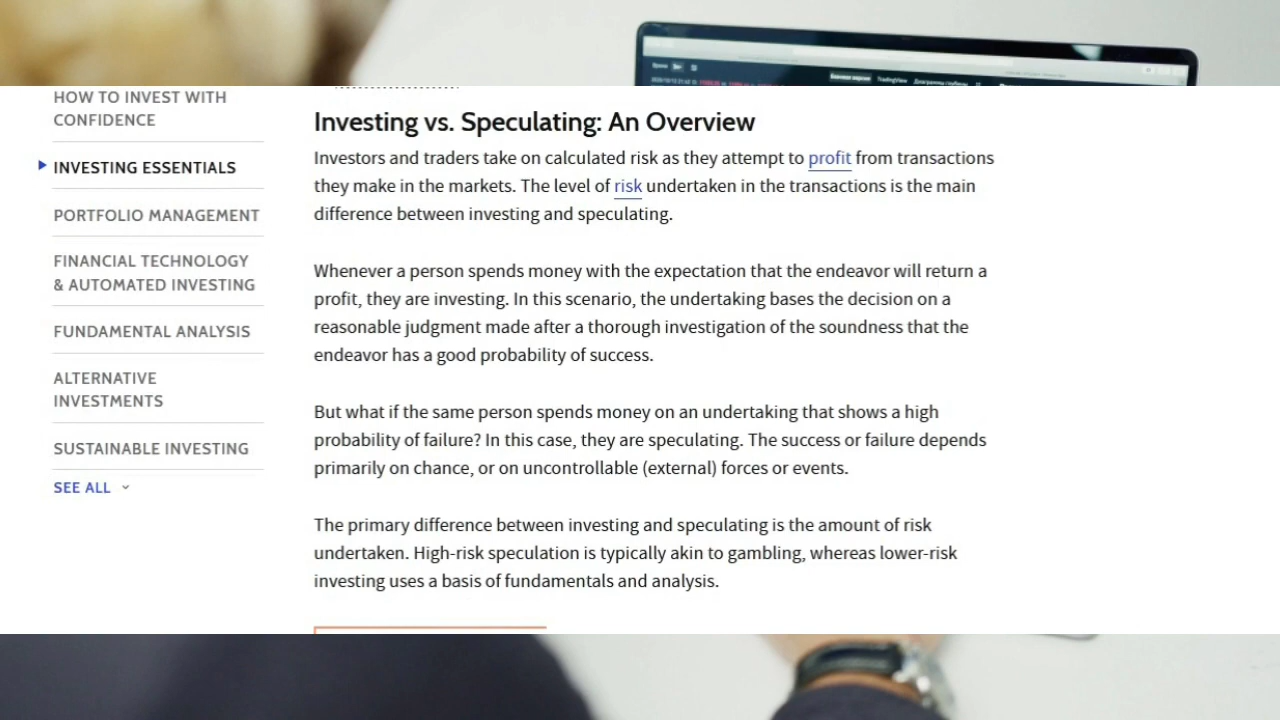 Боковая версия
TradingView
HOW TO INVEST WITH
CONFIDENCE
INVESTING ESSENTIALS
PORTFOLIO MANAGEMENT
FINANCIAL TECHNOLOGY
& AUTOMATED INVESTING
FUNDAMENTAL ANALYSIS
ALTERNATIVE
INVESTMENTS
SUSTAINABLE INVESTING
SEE ALL
Investing vs. Speculating: An Overview
Investors and traders take on calculated risk as they attempt to profit from transactions
they make in the markets. The level of risk undertaken in the transactions is the main
difference between investing and speculating.
Whenever a person spends money with the expectation that the endeavor will return a
profit, they are investing. In this scenario, the undertaking bases the decision on a
reasonable judgment made after a thorough investigation of the soundness that the
endeavor has a good probability of success.
But what if the same person spends money on an undertaking that shows a high
probability of failure? In this case, they are speculating. The success or failure depends
primarily on chance, or on uncontrollable (external) forces or events.
The primary difference between investing and speculating is the amount of risk
undertaken. High-risk speculation is typically akin to gambling, whereas lower-risk
investing uses a basis of fundamentals and analysis.